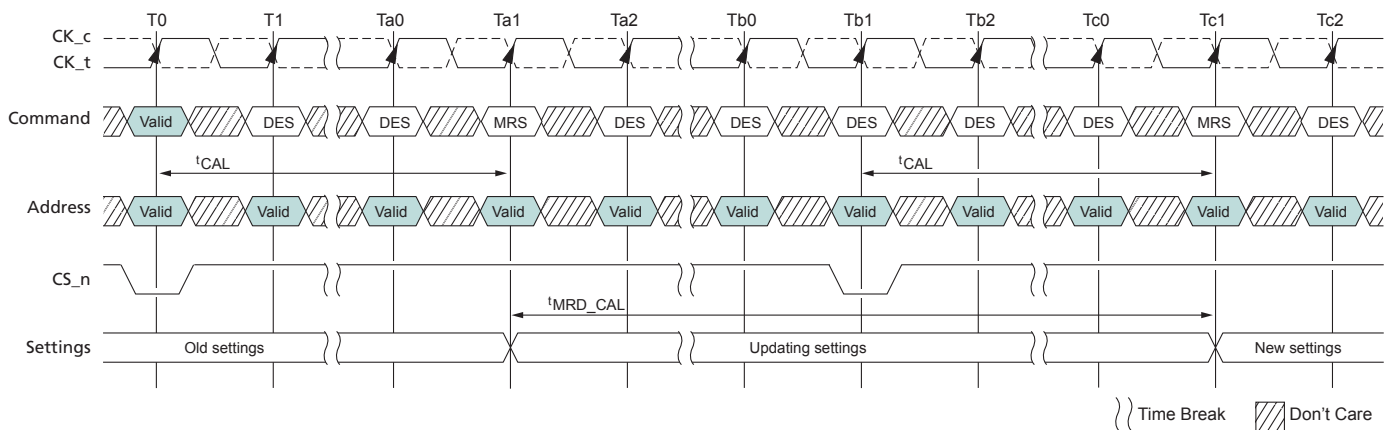 T0 T1 Ta0 Ta1 Ta2 Tb0 Tb1 Tb2 Tc0 Tc1 Tc2
CK_c
CK_t
Command Valid DES DES MRS DES DES DES DES DES MRS DES
tCAL tCAL
Address Valid Valid Valid Valid Valid Valid Valid Valid Valid Valid Valid
CS_n
tMRD_CAL
Settings Old settings Updating settings New settings
Time Break Don't Care